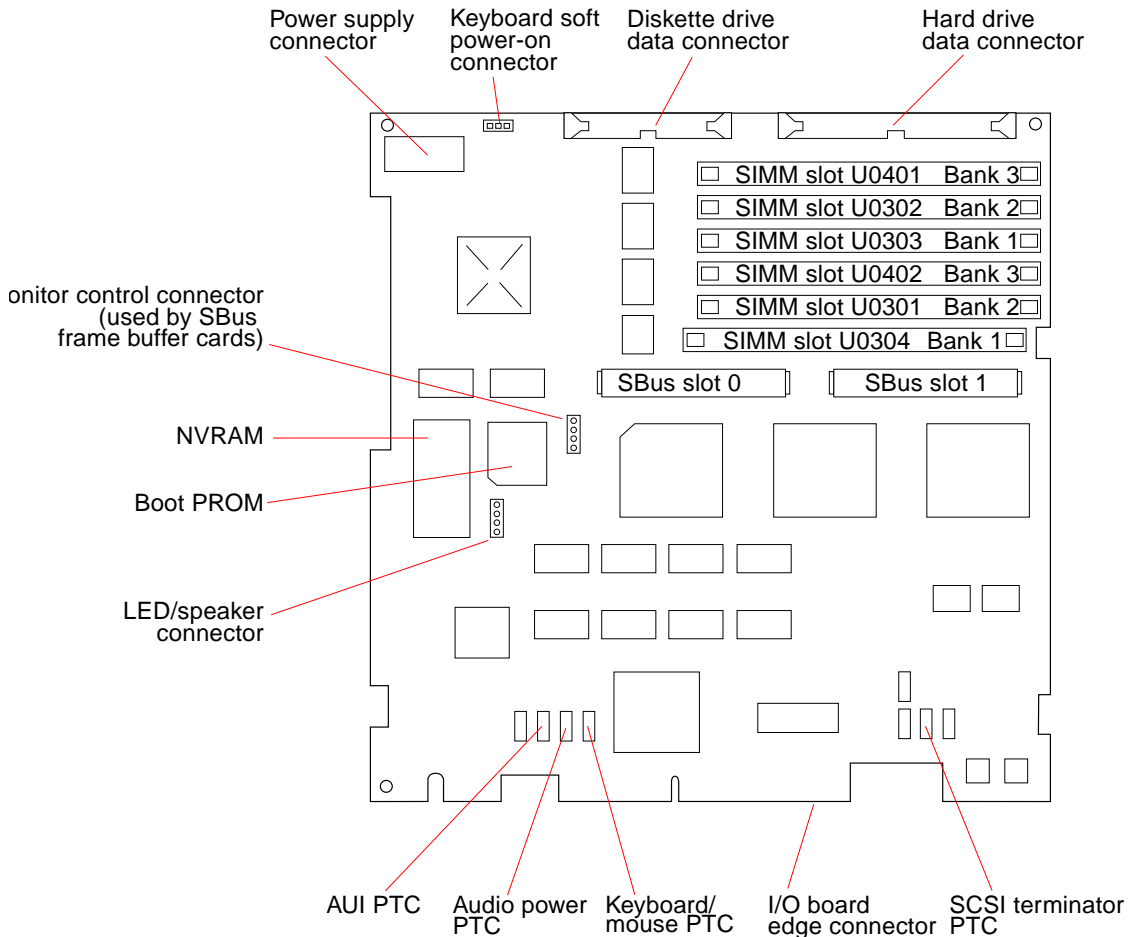 Power supply
connector
Keyboard soft
power-on
connector
Diskette drive
data connector
Hard drive
data connector
SIMM slot U0401 Bank 3
SIMM slot U0302 Bank 2
SIMM slot U0303 Bank 1
SIMM slot U0402 Bank 3
SIMM slot U0301 Bank 2
SIMM slot U0304 Bank 1
onitor control connector
(used by SBus
frame buffer cards)
SBus slot 0
SBus slot 1
NVRAM
Boot PROM
LED/speaker
connector
AUI PTC
Audio power
PTC
Keyboard/
mouse PTC
I/O board
edge connector
SCSI terminator
PTC